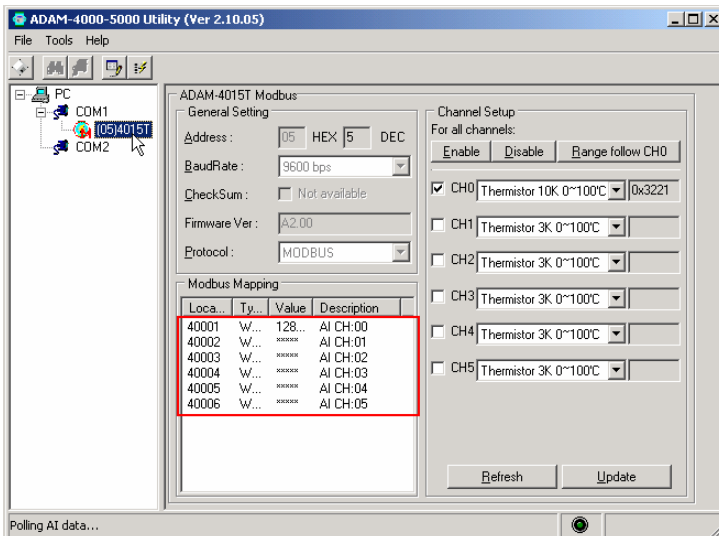 ADAM-4000-5000 Utility (Ver 2.10.05)
File Tools Help
PC
COM1
(05)4015T
COM2
ADAM-4015T Modbus
General Setting
Address : 05 HEX 5 DEC
BaudRate : 9600 bps
CheckSum : Not available
Firmware Ver : A2.00
Protocol : MODBUS
Modbus Mapping
Loca... Ty... Value Description
40001 W... 128... AI CH:00
40002 W... ***** AI CH:01
40003 W... ***** AI CH:02
40004 W... ***** AI CH:03
40005 W... ***** AI CH:04
40006 W... ***** AI CH:05
Channel Setup
For all channels:
Enable Disable Range follow CH0
CH0 Thermistor 10K 0~100'C 0x3221
CH1 Thermistor 3K 0~100'C
CH2 Thermistor 3K 0~100'C
CH3 Thermistor 3K 0~100'C
CH4 Thermistor 3K 0~100'C
CH5 Thermistor 3K 0~100'C
Refresh Update
Polling AI data...